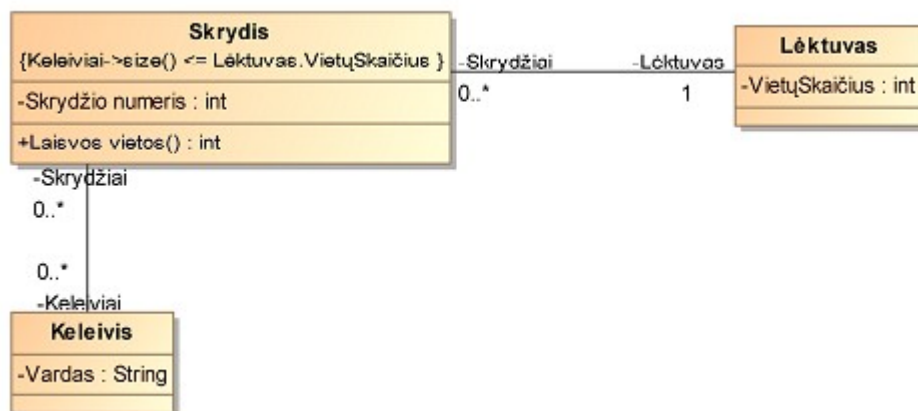 Skrydis
{Keleiviai->size() <= Lėktuvas.VietųSkaičius }
-Skrydžio numeris : int
+Laisvos vietos() : int
-Skrydžiai
0..*
-Lėktuvas
1
Lėktuvas
-VietųSkaičius : int
-Skrydžiai
0..*
0..*
-Keleiviai
Keleivis
-Vardas : String